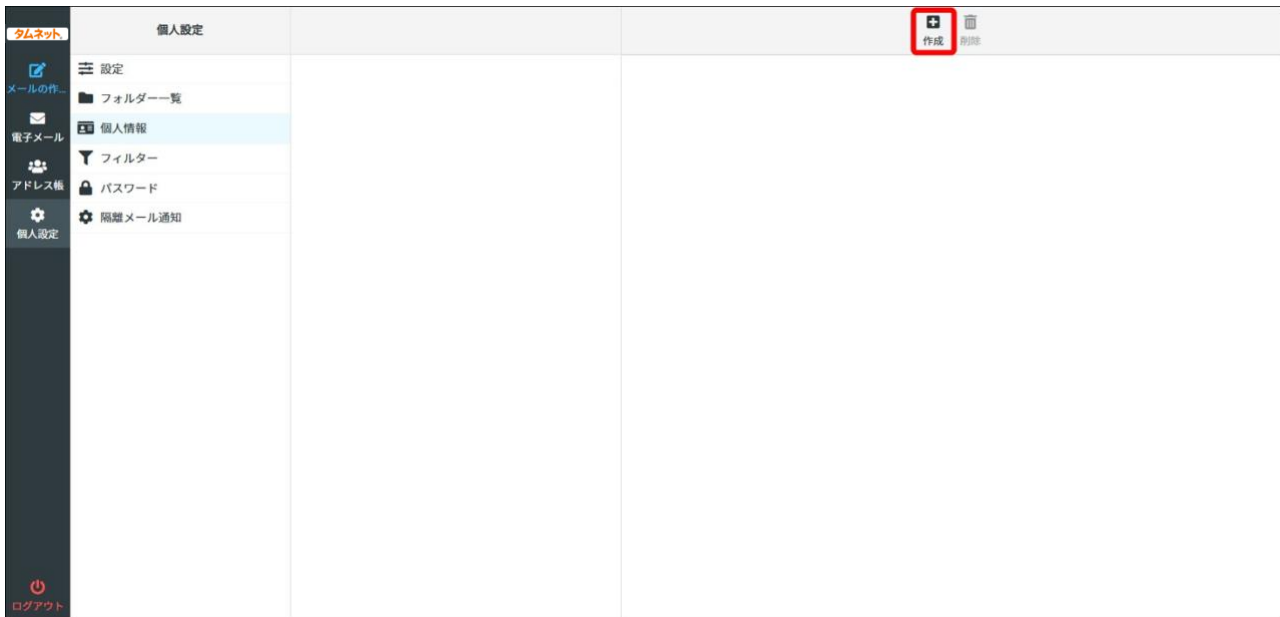 タムネット.
メールの作...
電子メール
アドレス帳
個人設定
ログアウト
個人設定
設定
フォルダー一覧
個人情報
フィルター
パスワード
隔離メール通知
作成
削除